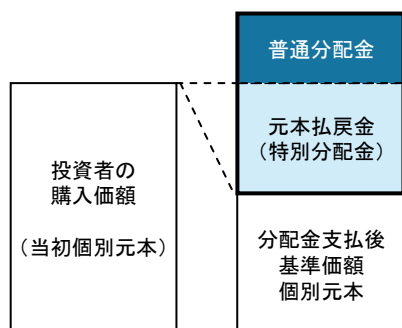 普通分配金
元本払戻金
（特別分配金）
投資者の
購入価額
（当初個別元本）
分配金支払後
基準価額
個別元本